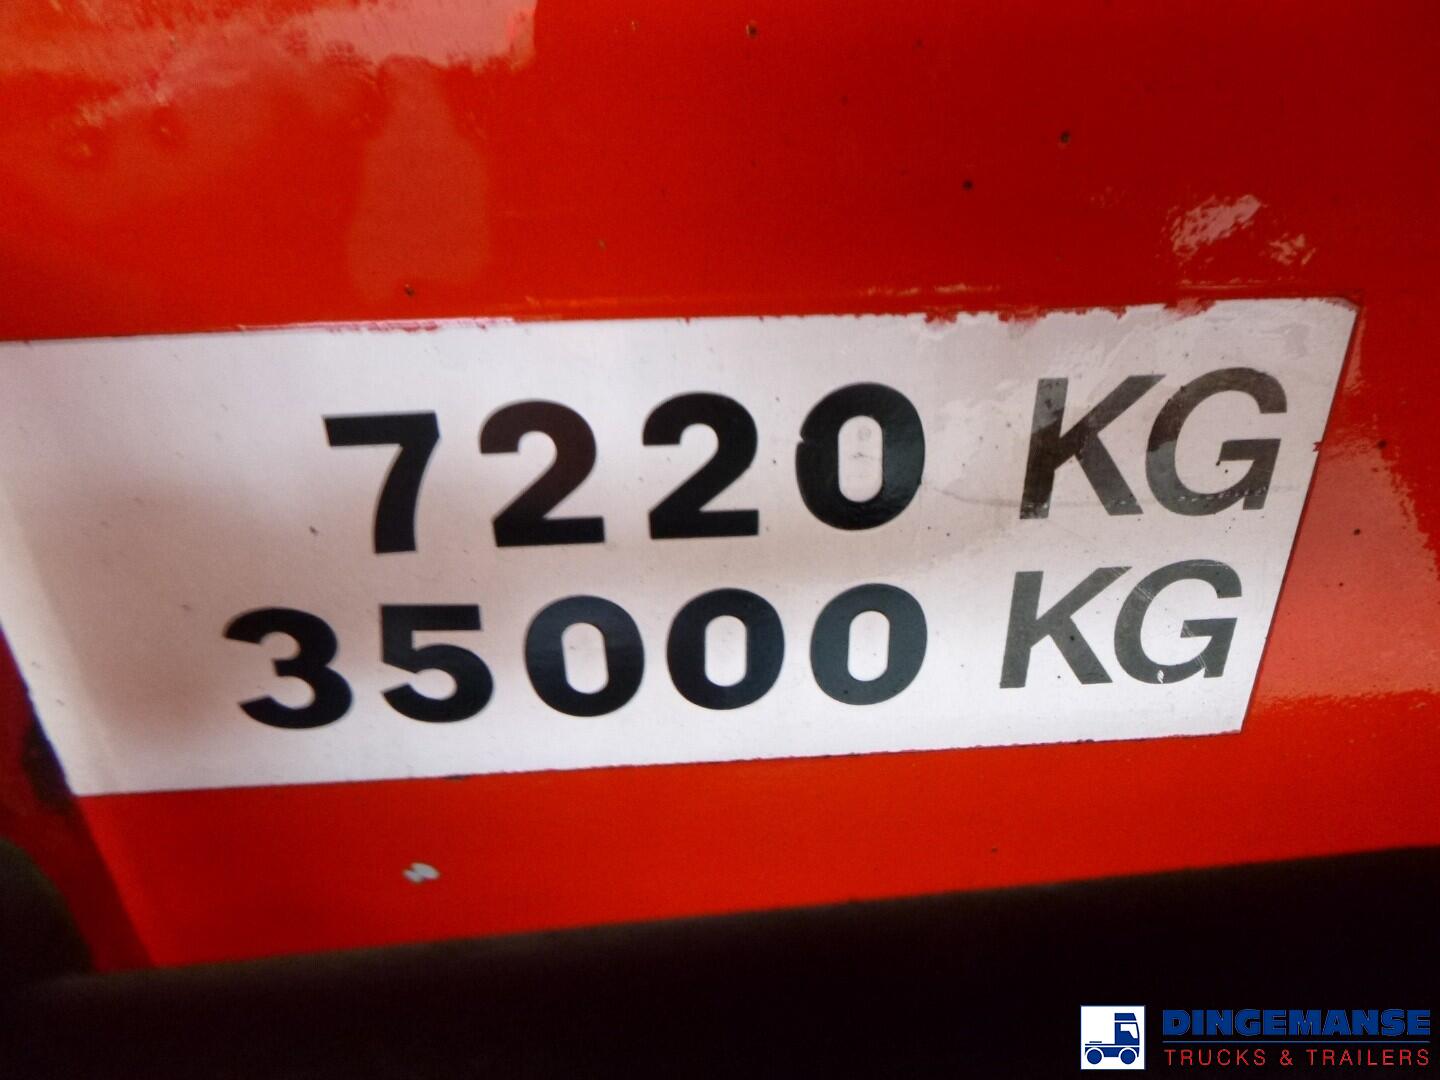 7220 KG
35000 KG
DINGEMANSE
TRUCKS & TRAILERS